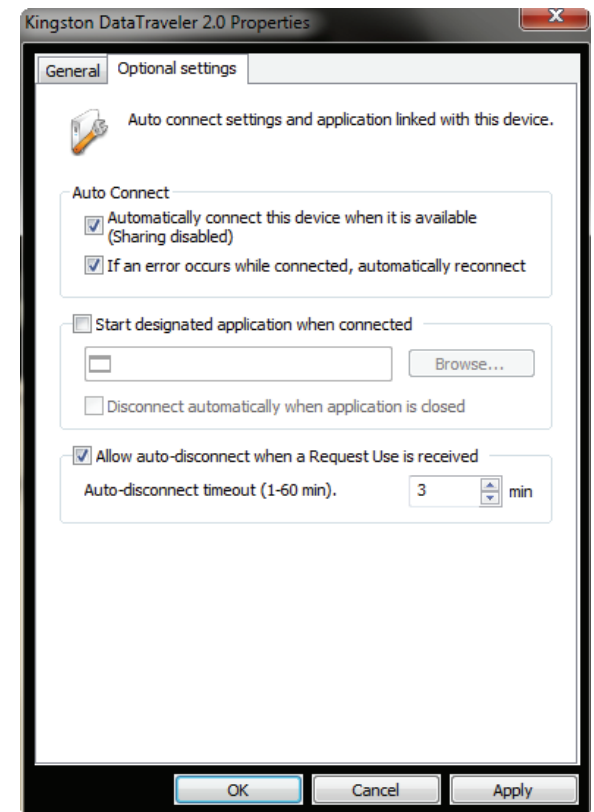 Kingston DataTraveler 2.0 Properties
General
Optional settings
Auto connect settings and application linked with this device.
Auto Connect
Automatically connect this device when it is available
(Sharing disabled)
If an error occurs while connected, automatically reconnect
Start designated application when connected
Browse...
Disconnect automatically when application is closed
Allow auto-disconnect when a Request Use is received
Auto-disconnect timeout (1-60 min). 3 min
OK Cancel Apply